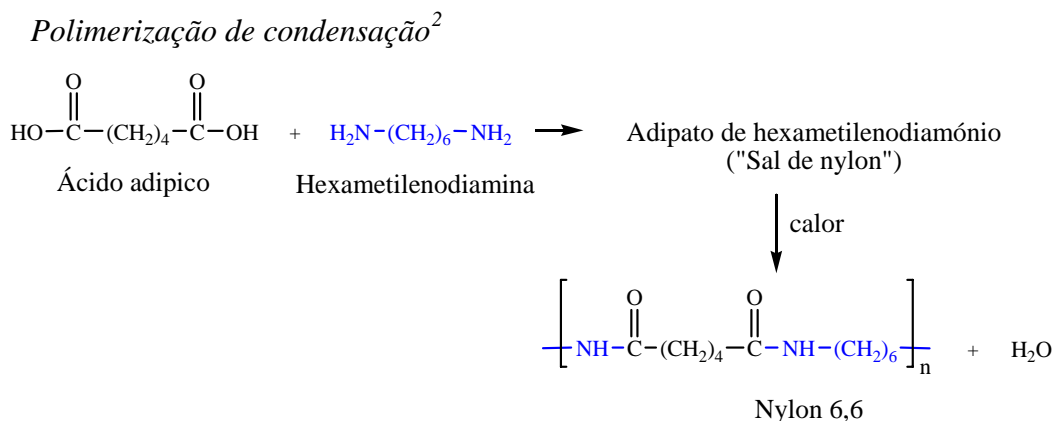 Polimerização de condensação²
O O
HO-C-(CH₂)₄-C-OH + H₂N-(CH₂)₆-NH₂
Adipato de hexametilenodiamónio
("Sal de nylon")
Ácido adipico Hexametilenodiamina
calor
O O
NH-C-(CH₂)₄-C-NH-(CH₂)₆ n + H₂O
Nylon 6,6